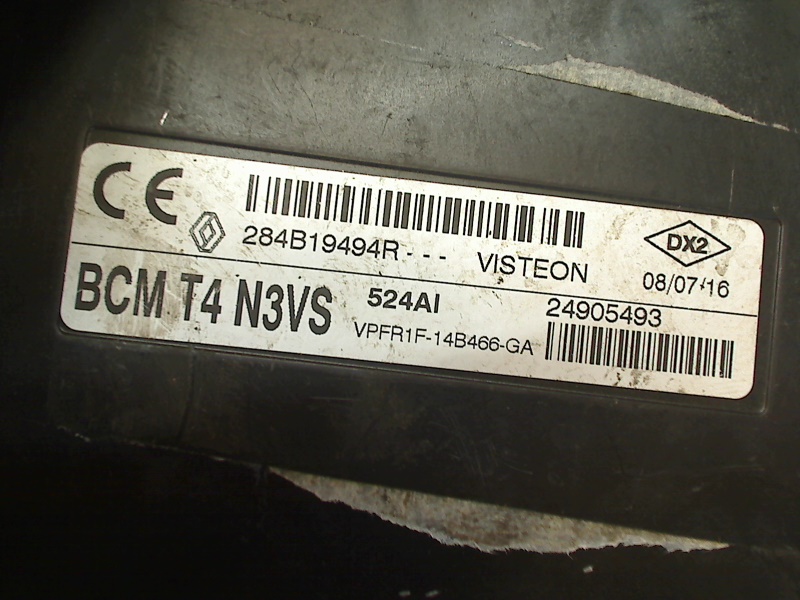 CE
284B19494R--- VISTEON
DX2
08/07/16
BCM T4 N3VS
524AI
24905493
VPFR1F-14B466-GA